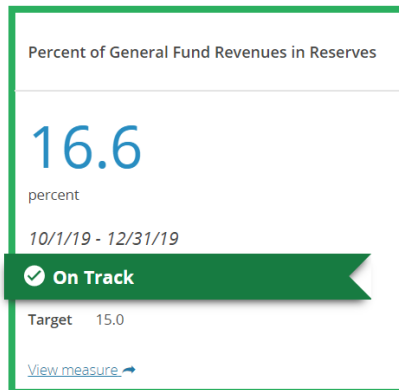 Percent of General Fund Revenues in Reserves
16.6
percent
10/1/19 - 12/31/19
On Track
Target 15.0
View measure